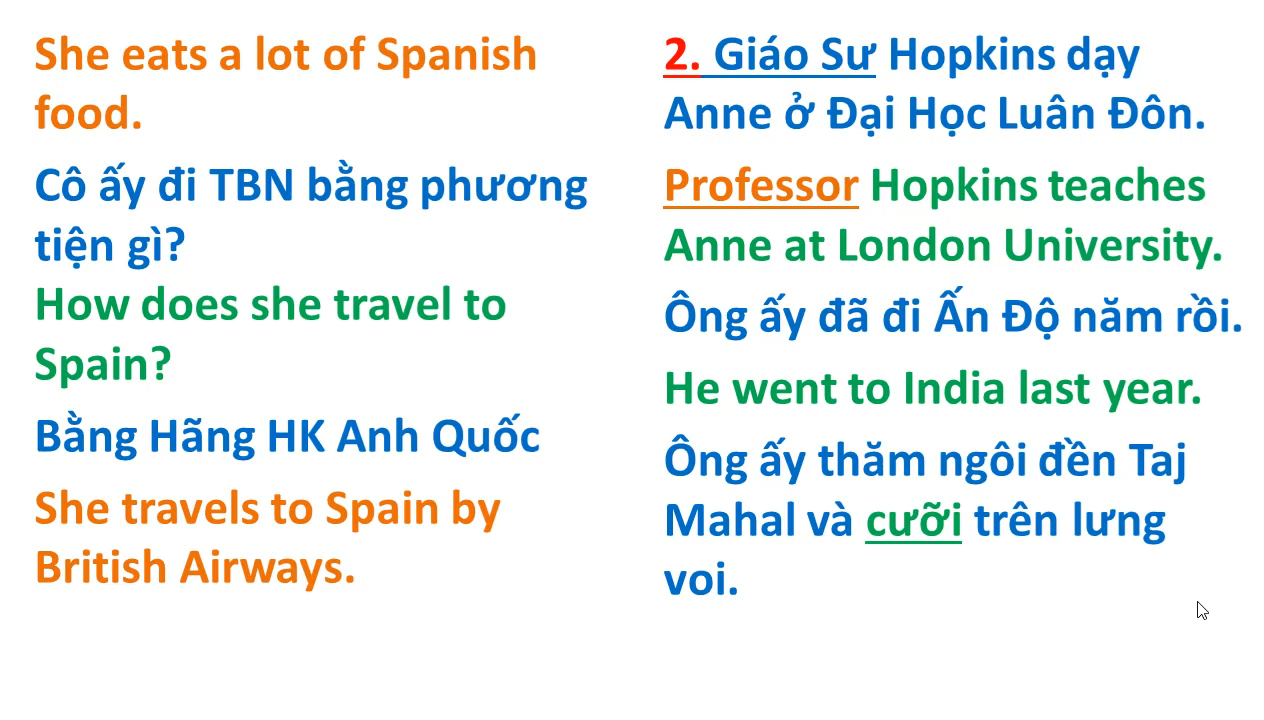 She eats a lot of Spanish
food.
Cô ấy đi TBN bằng phương
tiện gì?
How does she travel to
Spain?
Bằng Hãng HK Anh Quốc
She travels to Spain by
British Airways.
2. Giáo Sư Hopkins dạy
Anne ở Đại Học Luân Đôn.
Professor Hopkins teaches
Anne at London University.
Ông ấy đã đi Ấn Độ năm rồi.
He went to India last year.
Ông ấy thăm ngôi đền Taj
Mahal và cưỡi trên lưng
voi.